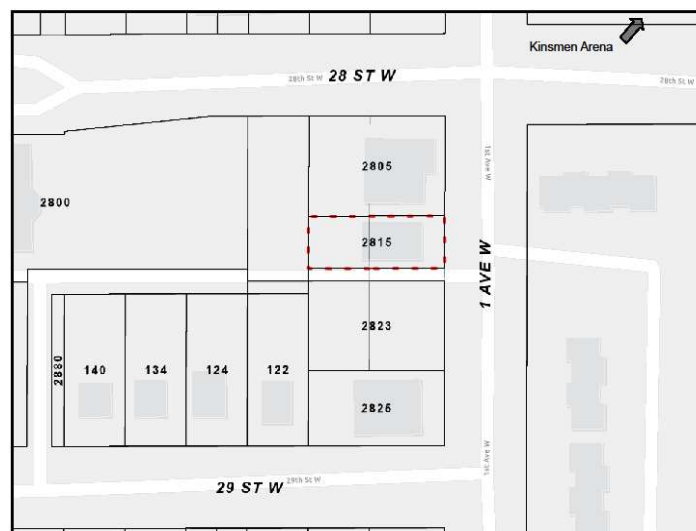 Kinsmen Arena
28th St W
28 ST W
28th St W
1st Ave W
2805
2800
2815
1 AVE W
2823
2880
140
134
124
122
2825
1st Ave W
29th St W
29 ST W